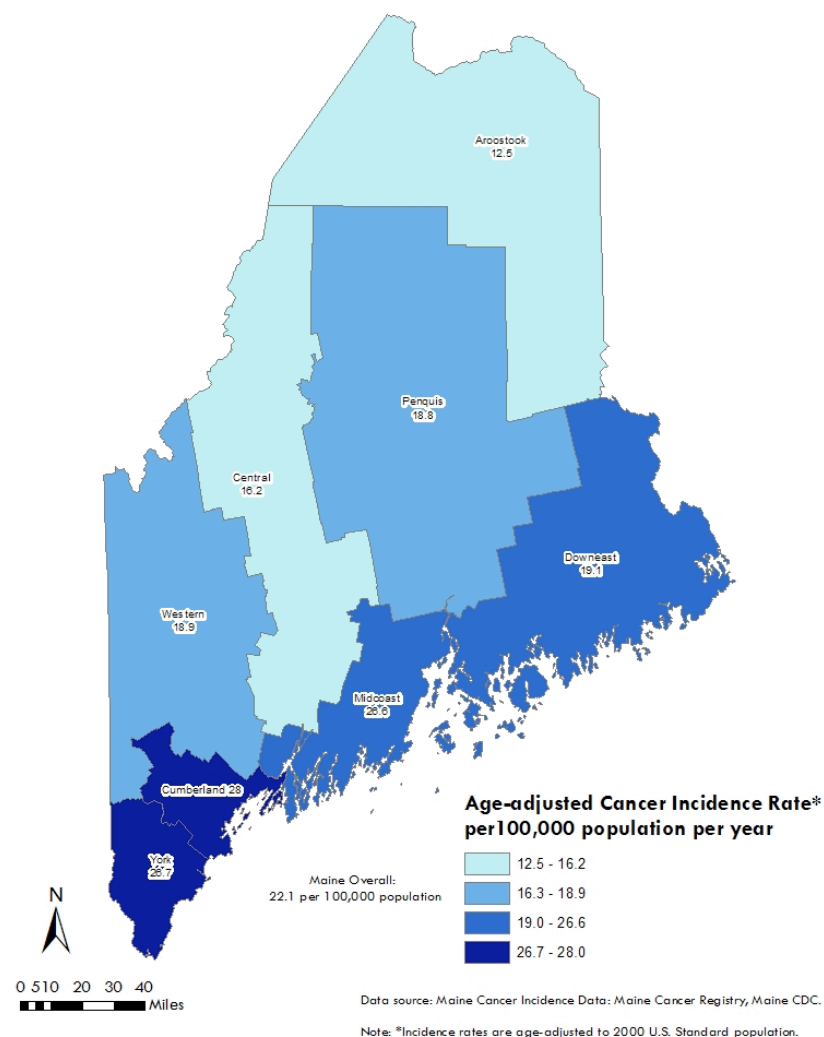 Aroostook
12.5
Penquis
18.8
Central
16.2
Downeast
19.1
Western
18.9
Midcoast
26.6
Cumberland 28
York
26.7
Age-adjusted Cancer Incidence Rate*
per100,000 population per year
12.5 - 16.2
16.3 - 18.9
19.0 - 26.6
26.7 - 28.0
Maine Overall:
22.1 per 100,000 population
N
0 510 20 30 40
Miles
Data source: Maine Cancer Incidence Data: Maine Cancer Registry, Maine CDC.
Note: *Incidence rates are age-adjusted to 2000 U.S. Standard population.